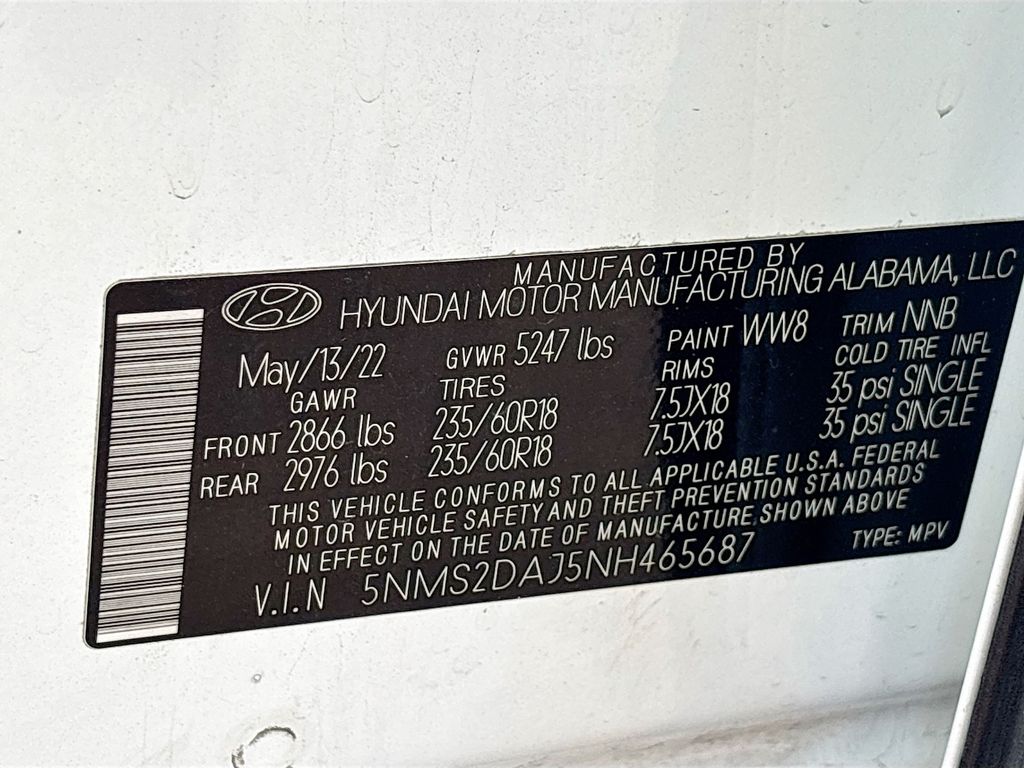 MANUFACTURED BY
HYUNDAI MOTOR MANUFACTURING ALABAMA, LLC
May/13/22 GVWR 5247 lbs PAINT WW8 TRIM NNB
GAWR TIRES RIMS COLD TIRE INFL
FRONT 2866 lbs 235/60R18 7.5JX18 35 psi SINGLE
REAR 2976 lbs 235/60R18 7.5JX18 35 psi SINGLE
THIS VEHICLE CONFORMS TO ALL APPLICABLE U.S.A. FEDERAL
MOTOR VEHICLE SAFETY AND THEFT PREVENTION STANDARDS
IN EFFECT ON THE DATE OF MANUFACTURE SHOWN ABOVE
V.I.N 5NMS2DAJ5NH465687 TYPE: MPV